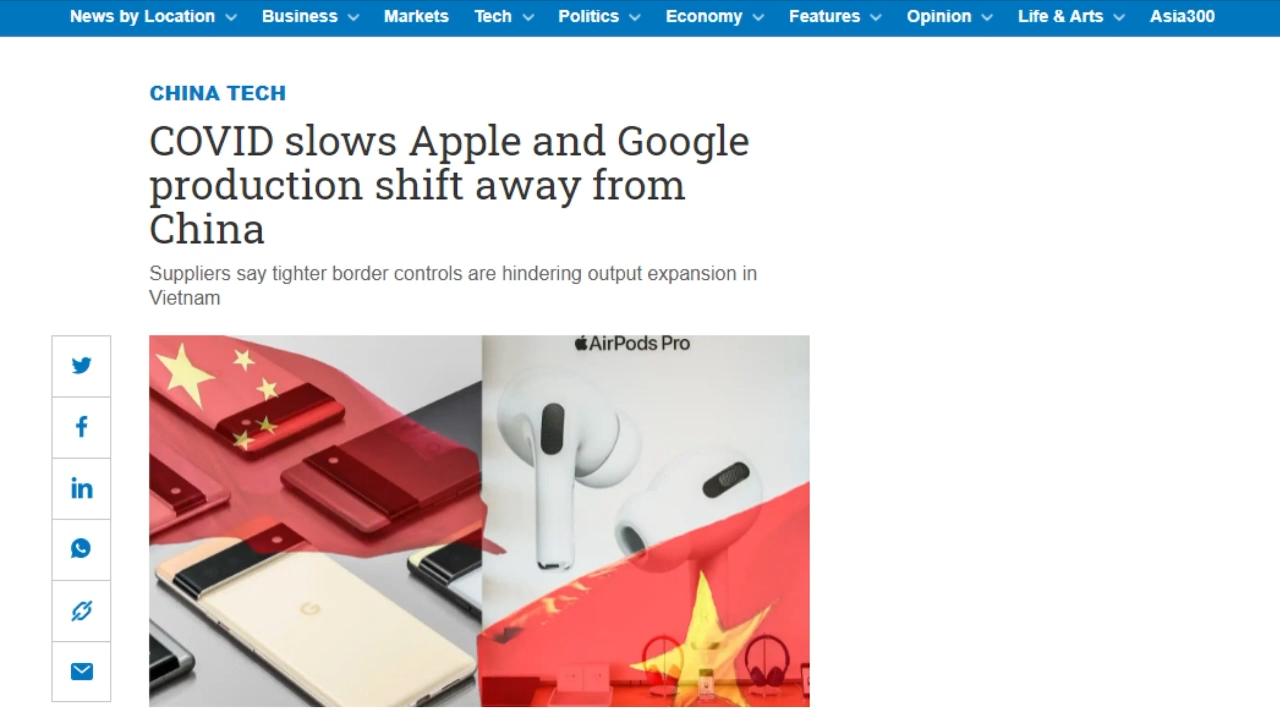 News by Location Business Markets Tech Politics Economy Features Opinion Life & Arts Asia300
CHINA TECH
COVID slows Apple and Google
production shift away from
China
Suppliers say tighter border controls are hindering output expansion in
Vietnam
AirPods Pro